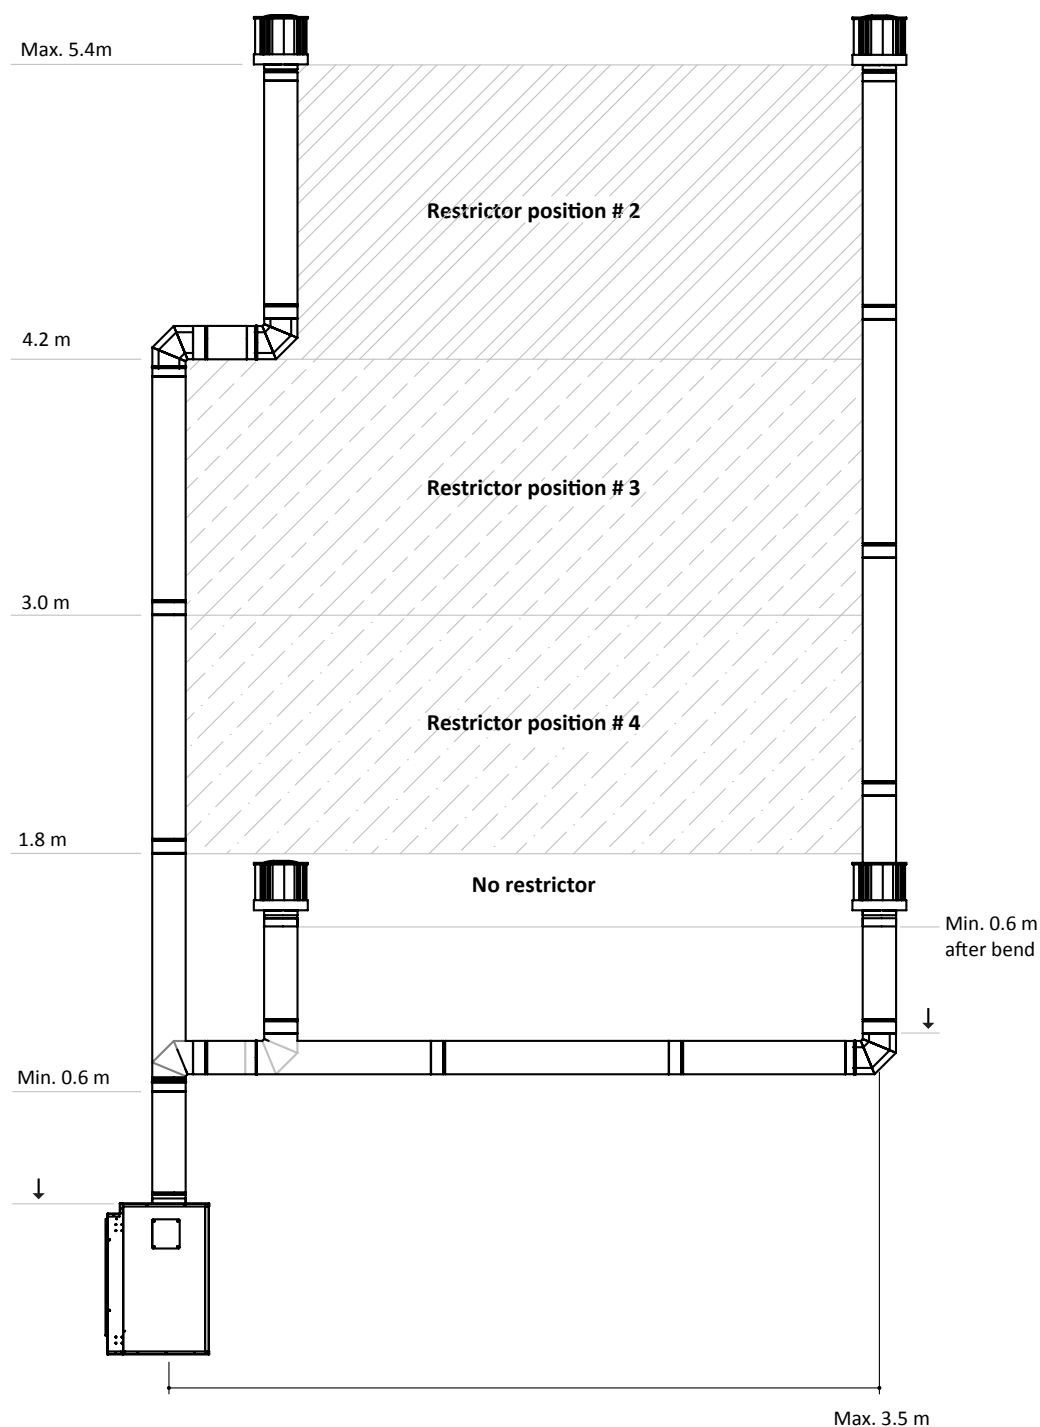 Max. 5.4m
Restrictor position # 2
4.2 m
Restrictor position # 3
3.0 m
Restrictor position # 4
1.8 m
No restrictor
Min. 0.6 m
after bend
Min. 0.6 m
Max. 3.5 m